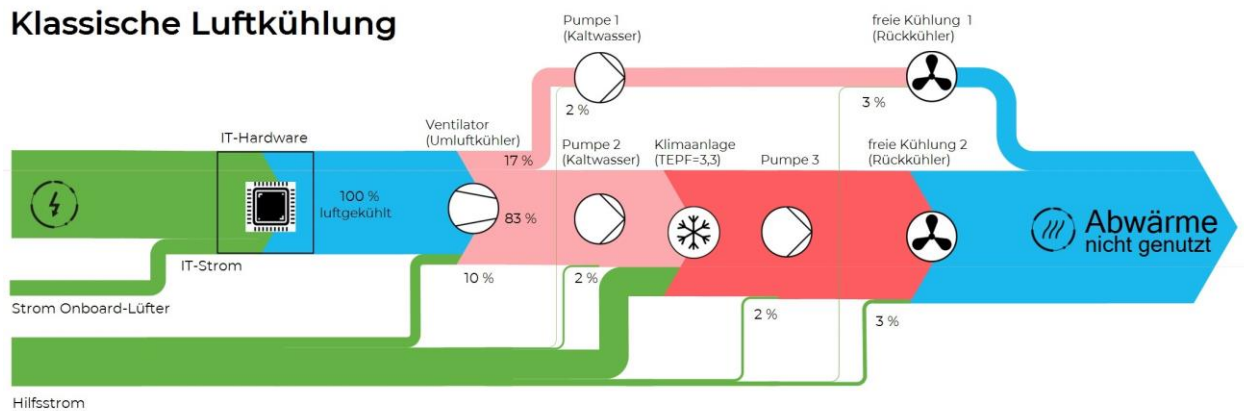 Klassische Luftkühlung
Pumpe 1
(Kaltwasser)
freie Kühlung 1
(Rückkühler)
2 %
3 %
IT-Hardware
Ventilator
(Umluftkühler)
17 %
Pumpe 2
(Kaltwasser)
Klimaanlage
(TEPF=3,3)
Pumpe 3
freie Kühlung 2
(Rückkühler)
100 %
luftgekühlt
83 %
Abwärme
nicht genutzt
IT-Strom
10 %
2 %
Strom Onboard-Lüfter
2 %
3 %
Hilfsstrom